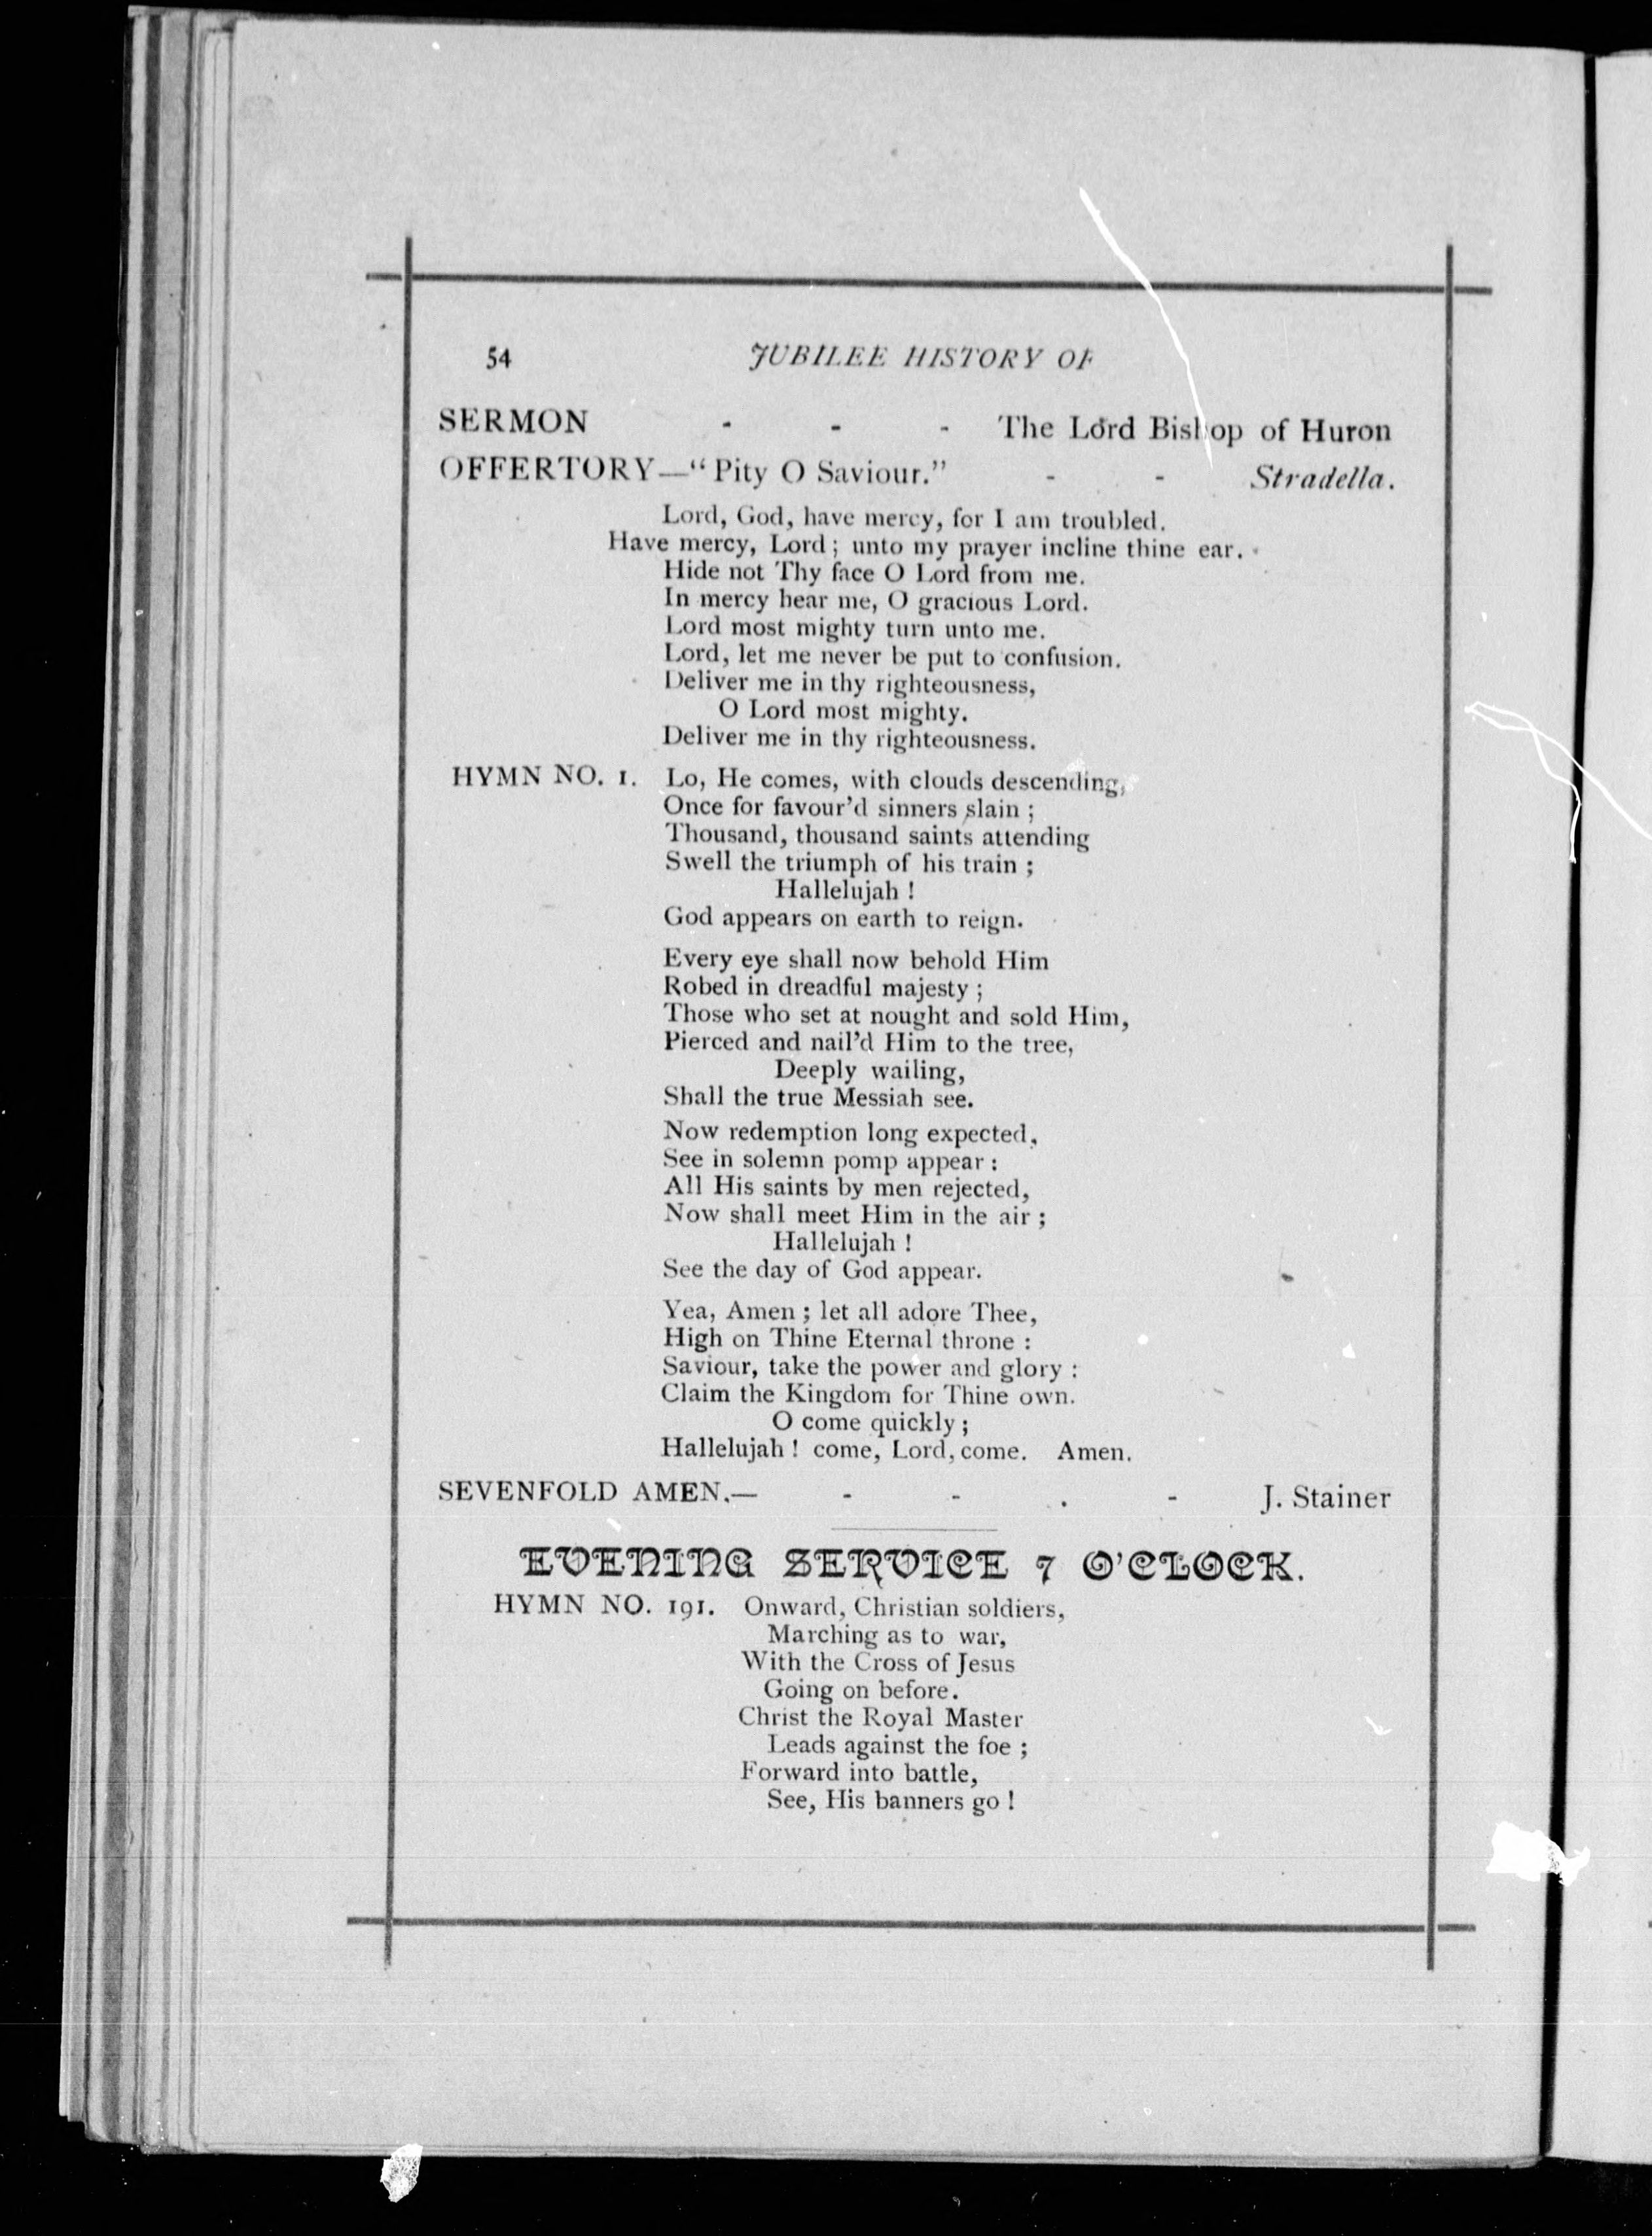 54 JUBILEE HISTORY OF
SERMON - - - The Lord Bishop of Huron
OFFERTORY—“Pity O Saviour.” - - Stradella.
Lord, God, have mercy, for I am troubled.
Have mercy, Lord; unto my prayer incline thine ear.
Hide not Thy face O Lord from me.
In mercy hear me, O gracious Lord.
Lord most mighty turn unto me.
Lord, let me never be put to confusion.
Deliver me in thy righteousness,
O Lord most mighty.
Deliver me in thy righteousness.
HYMN NO. 1. Lo, He comes, with clouds descending,
Once for favour’d sinners slain ;
Thousand, thousand saints attending
Swell the triumph of his train ;
Hallelujah !
God appears on earth to reign.
Every eye shall now behold Him
Robed in dreadful majesty ;
Those who set at nought and sold Him,
Pierced and nail’d Him to the tree,
Deeply wailing,
Shall the true Messiah see.
Now redemption long expected,
See in solemn pomp appear :
All His saints by men rejected,
Now shall meet Him in the air ;
Hallelujah !
See the day of God appear.
Yea, Amen ; let all adore Thee,
High on Thine Eternal throne :
Saviour, take the power and glory :
Claim the Kingdom for Thine own.
O come quickly ;
Hallelujah ! come, Lord, come. Amen.
SEVENFOLD AMEN.— - - . - J. Stainer
EVENING SERVICE 7 O’CLOCK.
HYMN NO. 191. Onward, Christian soldiers,
Marching as to war,
With the Cross of Jesus
Going on before.
Christ the Royal Master
Leads against the foe ;
Forward into battle,
See, His banners go !